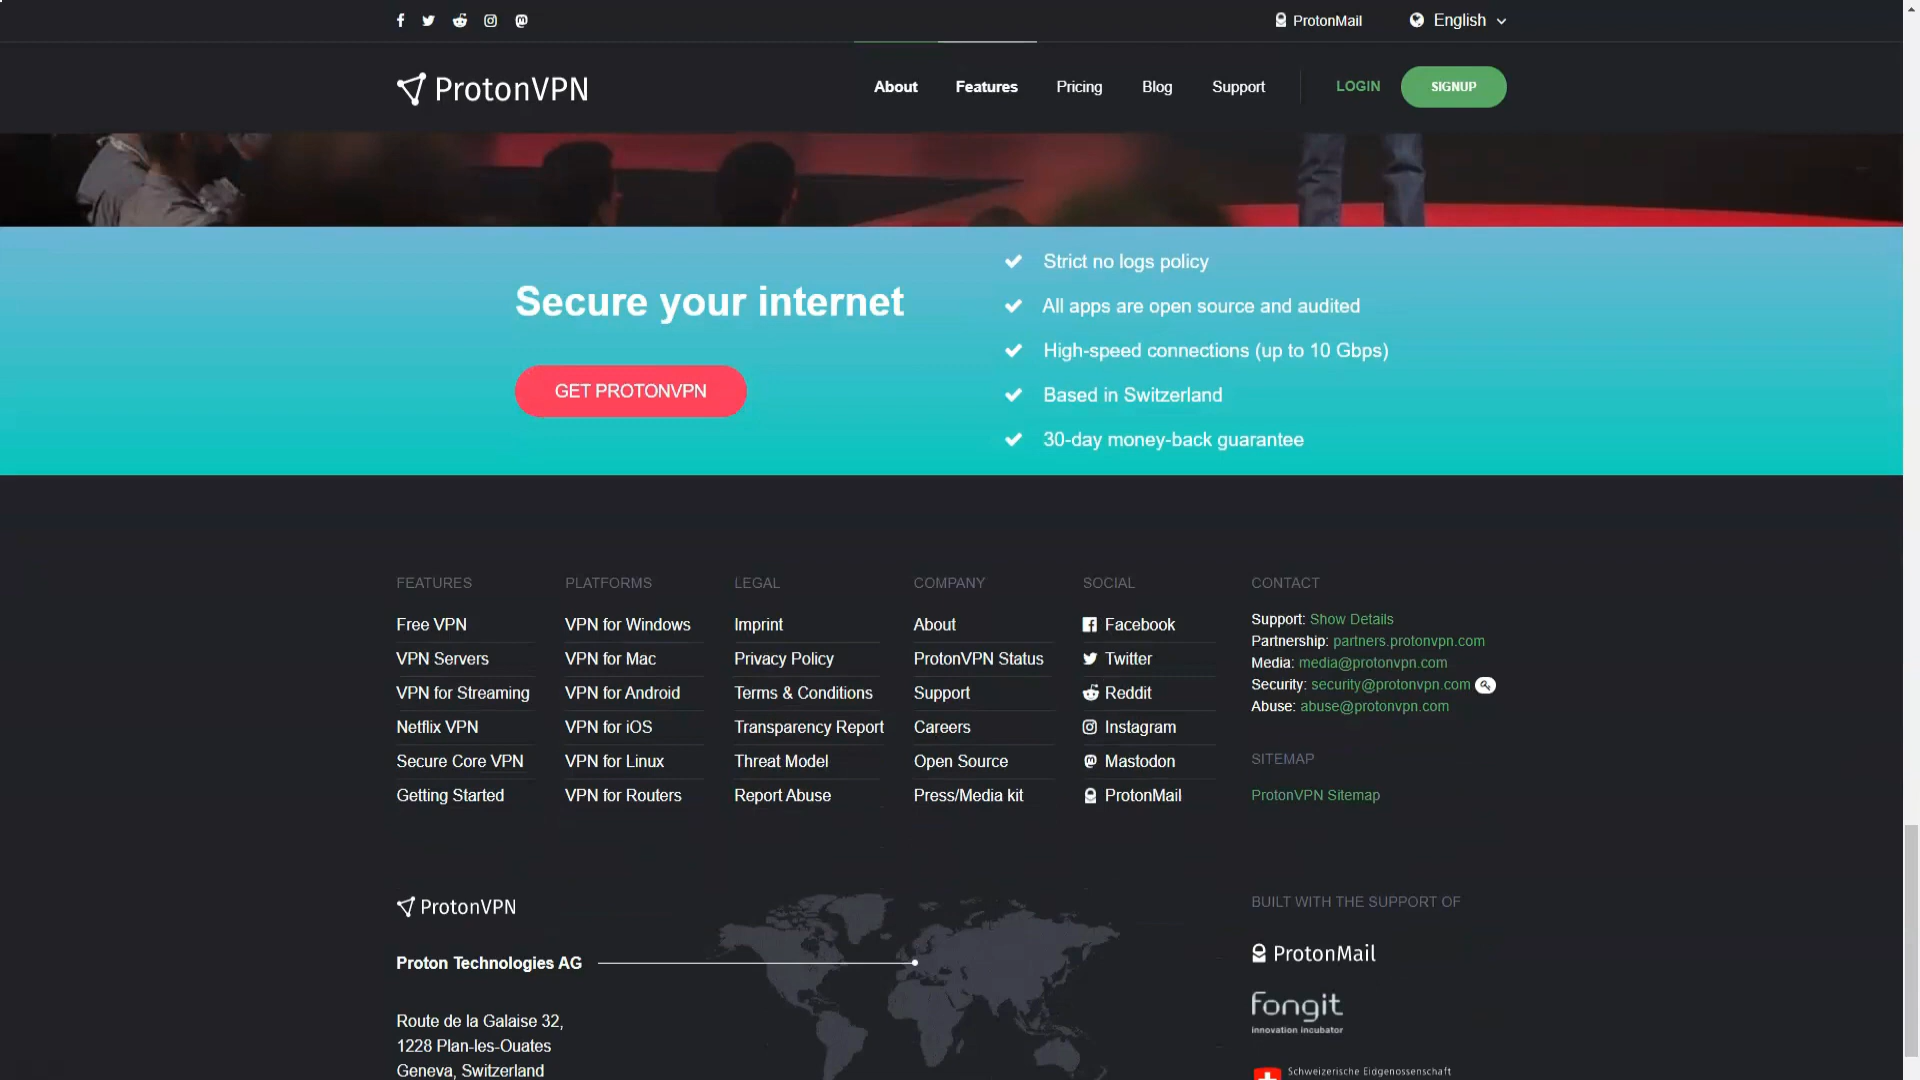 ProtonMail
English
ProtonVPN
About
Features
Pricing
Blog
Support
LOGIN
SIGNUP
Secure your internet
GET PROTONVPN
Strict no logs policy
All apps are open source and audited
High-speed connections (up to 10 Gbps)
Based in Switzerland
30-day money-back guarantee
FEATURES
Free VPN
VPN Servers
VPN for Streaming
Netflix VPN
Secure Core VPN
Getting Started
PLATFORMS
VPN for Windows
VPN for Mac
VPN for Android
VPN for iOS
VPN for Linux
VPN for Routers
LEGAL
Imprint
Privacy Policy
Terms & Conditions
Transparency Report
Threat Model
Report Abuse
COMPANY
About
ProtonVPN Status
Support
Careers
Open Source
Press/Media kit
SOCIAL
Facebook
Twitter
Reddit
Instagram
Mastodon
ProtonMail
CONTACT
Support: Show Details
Partnership: partners.protonvpn.com
Media: media@protonvpn.com
Security: security@protonvpn.com
Abuse: abuse@protonvpn.com
SITEMAP
ProtonVPN Sitemap
ProtonVPN
Proton Technologies AG
Route de la Galaise 32,
1228 Plan-les-Ouates
Geneva, Switzerland
BUILT WITH THE SUPPORT OF
ProtonMail
fongit
innovation incubator
Schweizerische Eidgenossenschaft